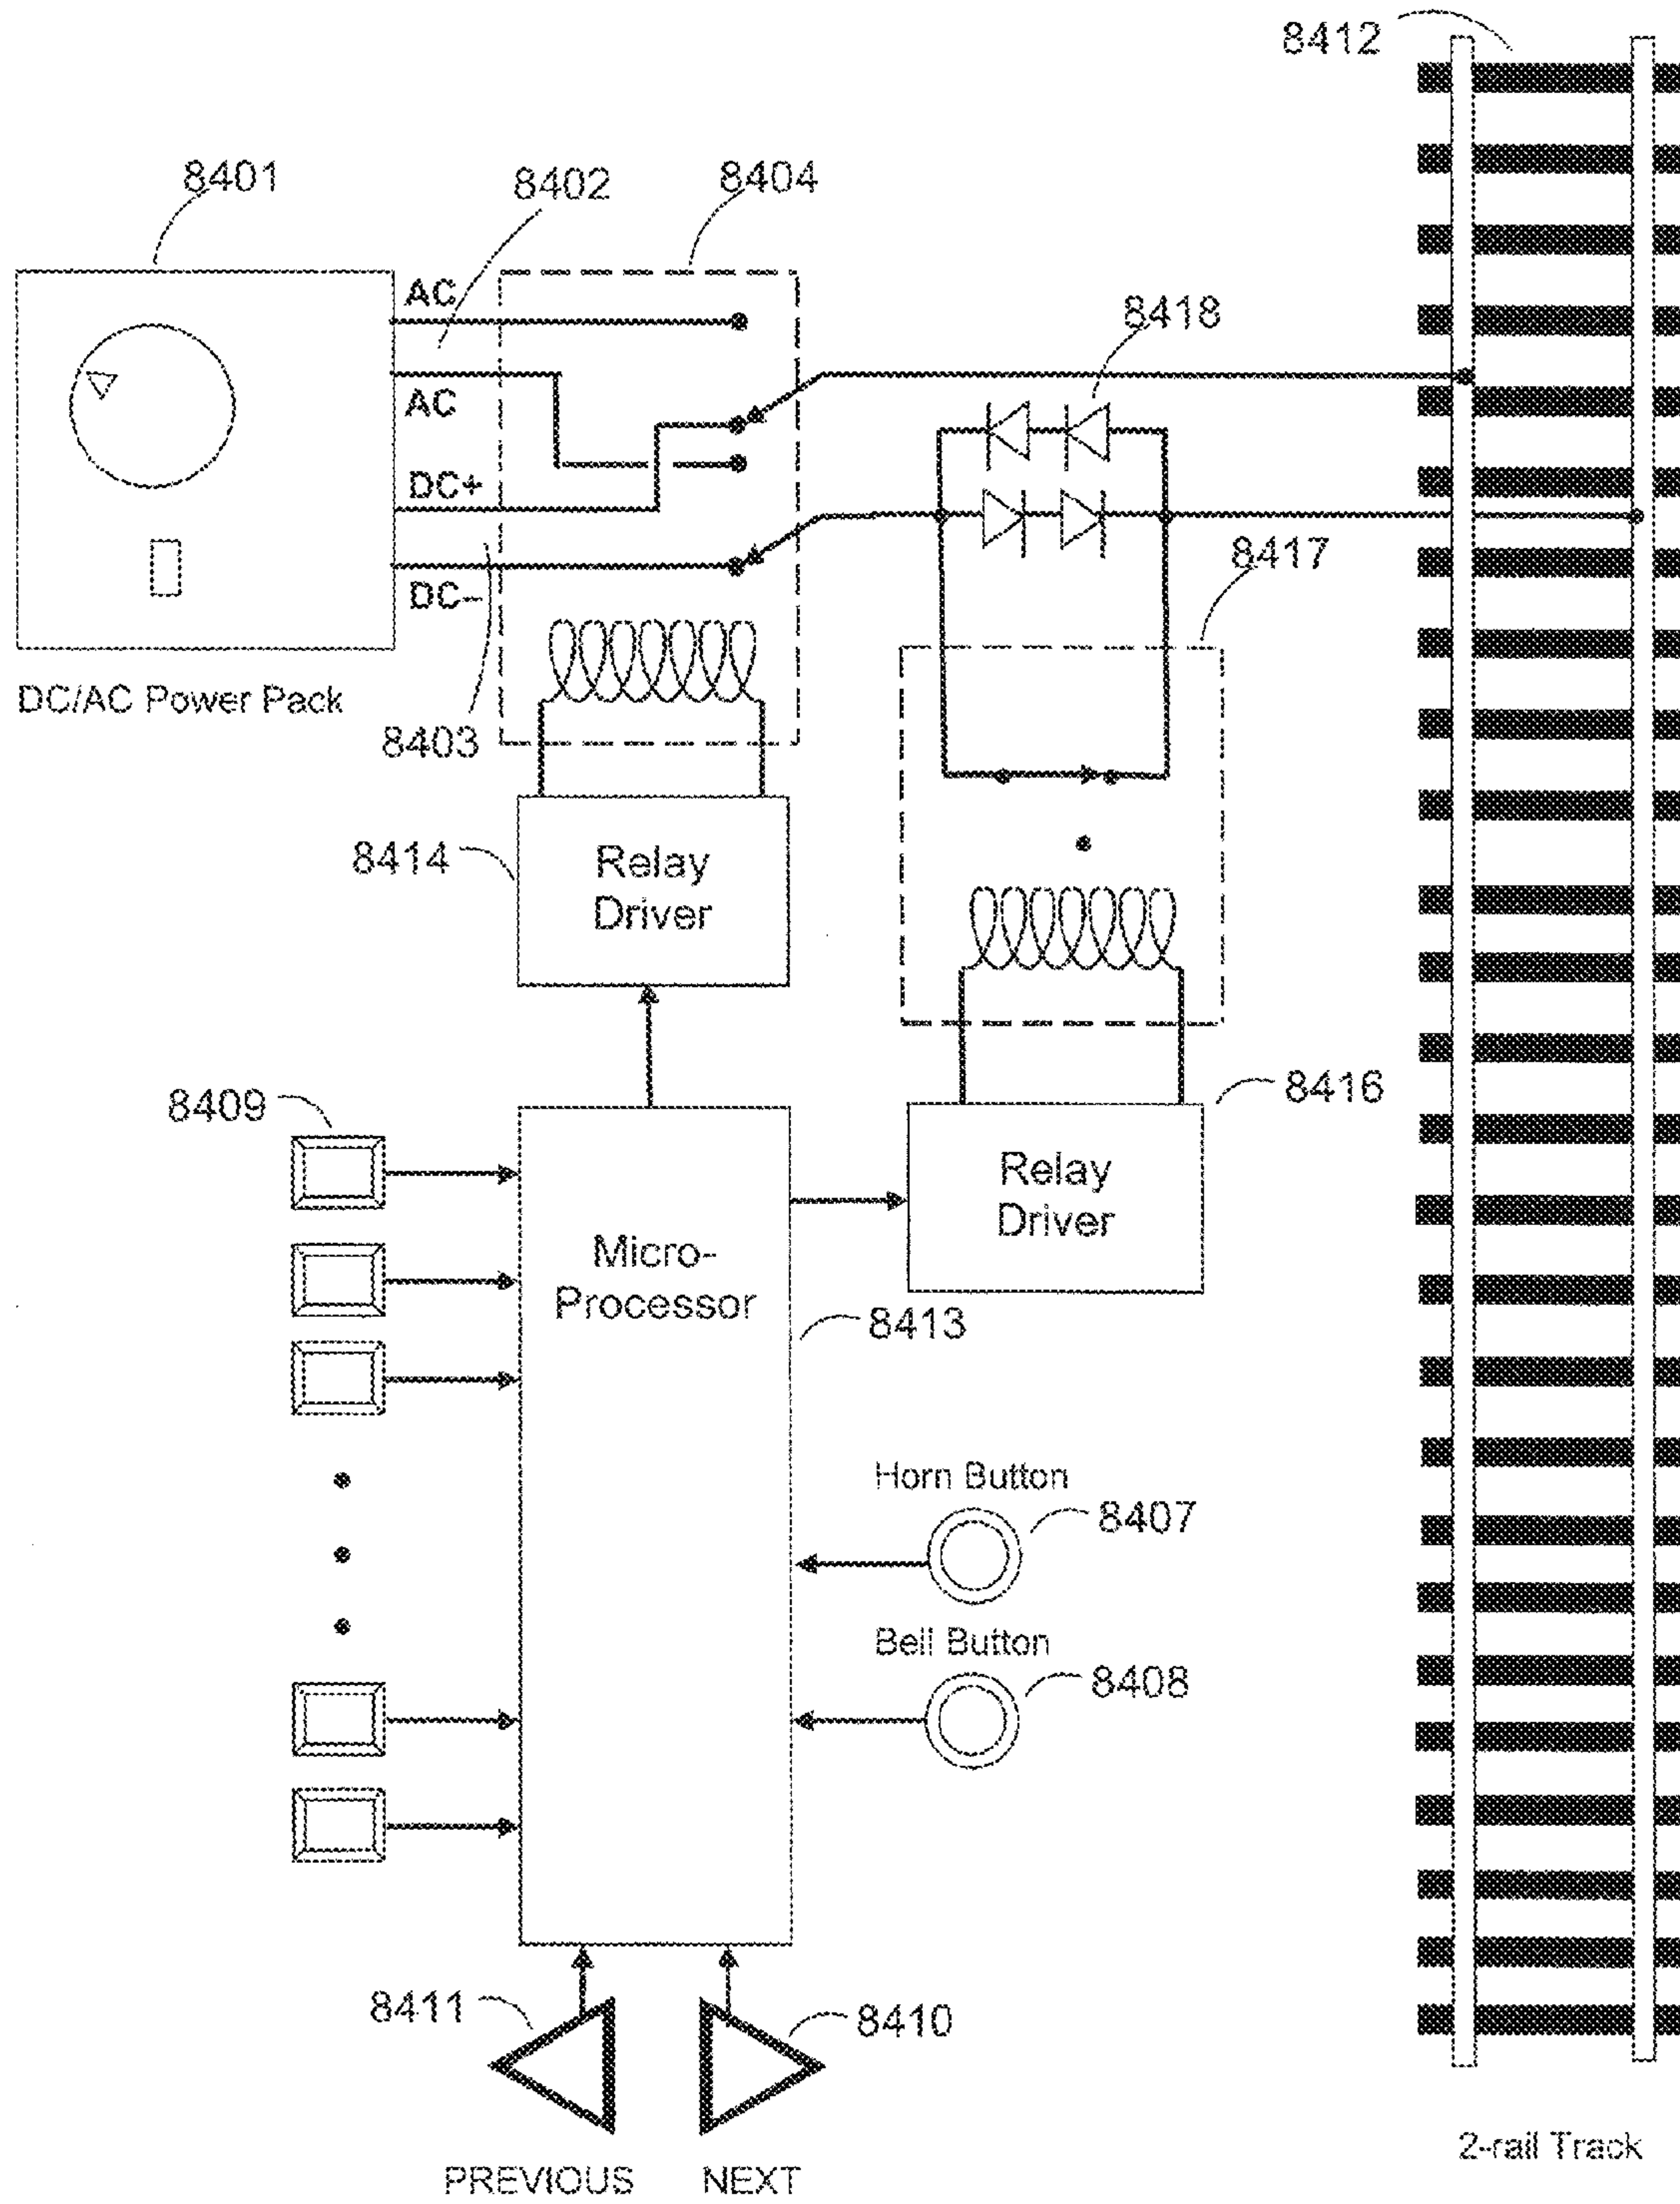 8412
8401
8402
8404
AC
8418
AC
DC+
8417
DC–
DC/AC Power Pack
8403
8414
Relay
Driver
8409
8416
Relay
Driver
Micro-
Processor
8413
Horn Button
8407
Bell Button
8408
8411
8410
2-rail Track
PREVIOUS
NEXT